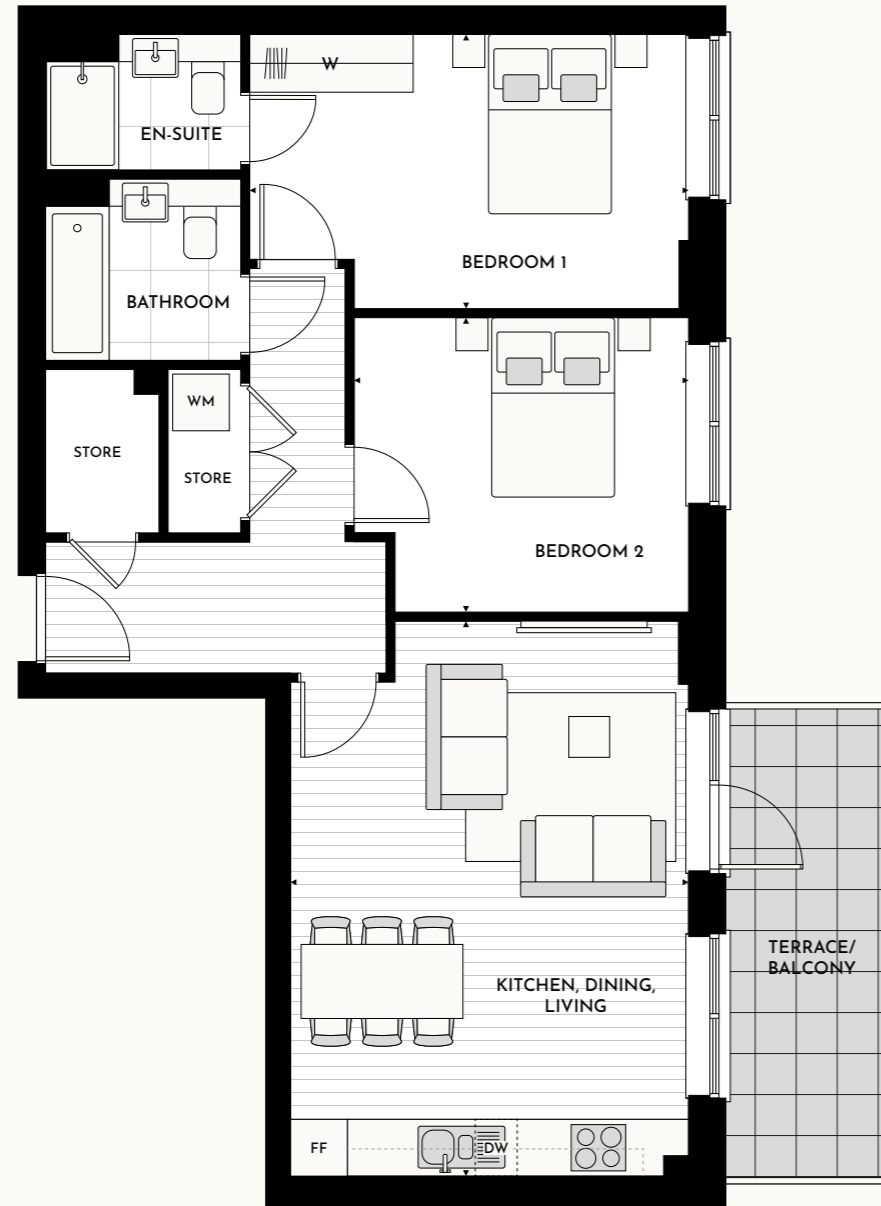 W
EN-SUITE
BEDROOM 1
BATHROOM
WM
STORE
STORE
BEDROOM 2
TERRACE/
BALCONY
KITCHEN, DINING,
LIVING
FF
DW